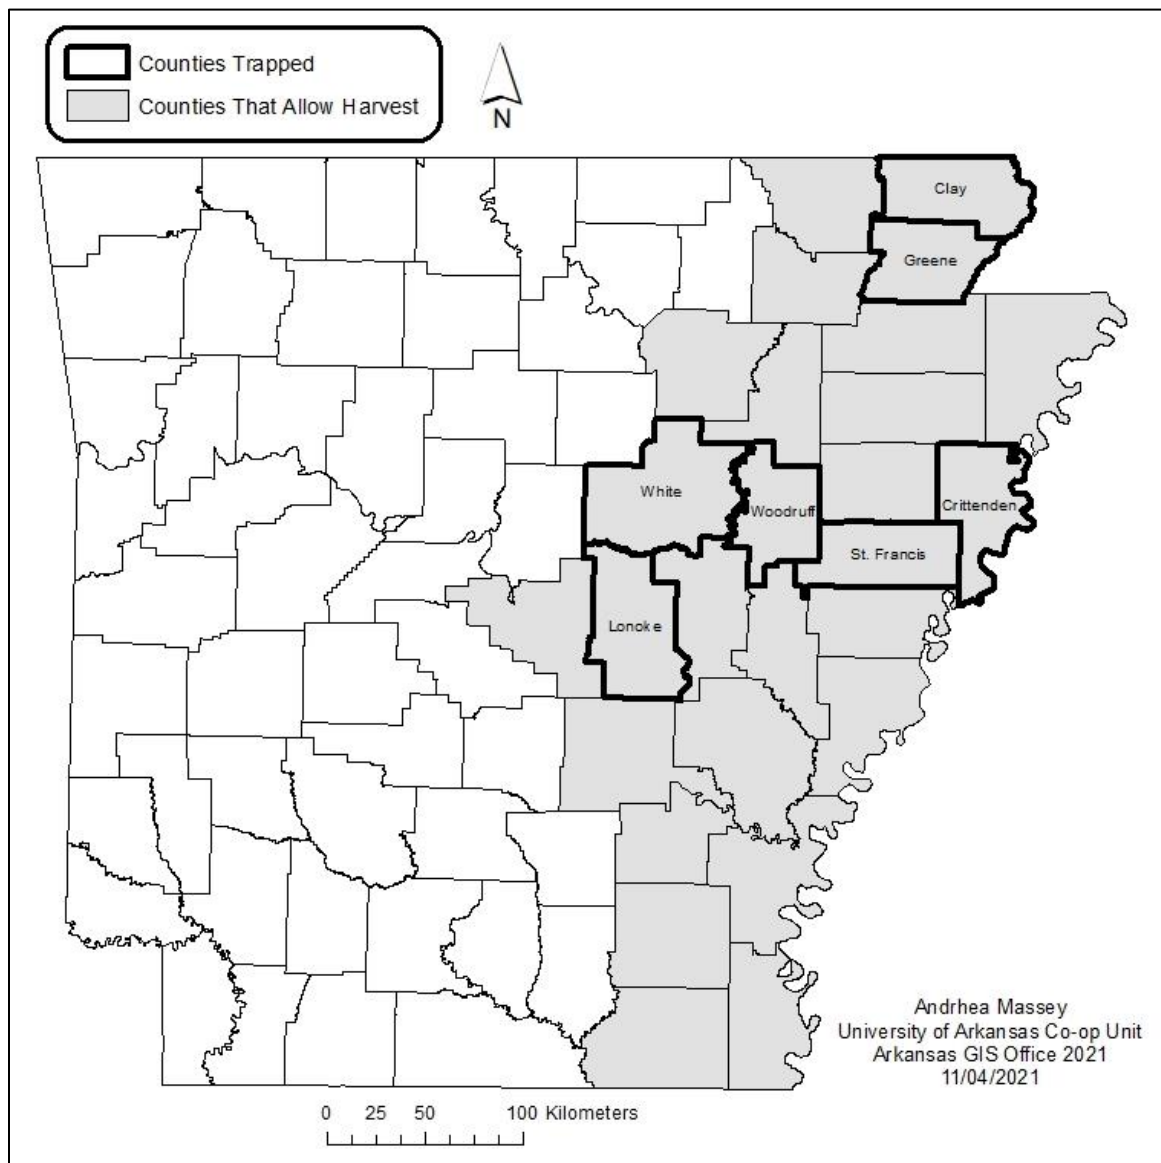 Counties Trapped
Counties That Allow Harvest
N
Clay
Greene
White
Woodruff
Crittenden
St. Francis
Lonoke
Andrhea Massey
University of Arkansas Co-op Unit
Arkansas GIS Office 2021
11/04/2021
0 25 50 100 Kilometers